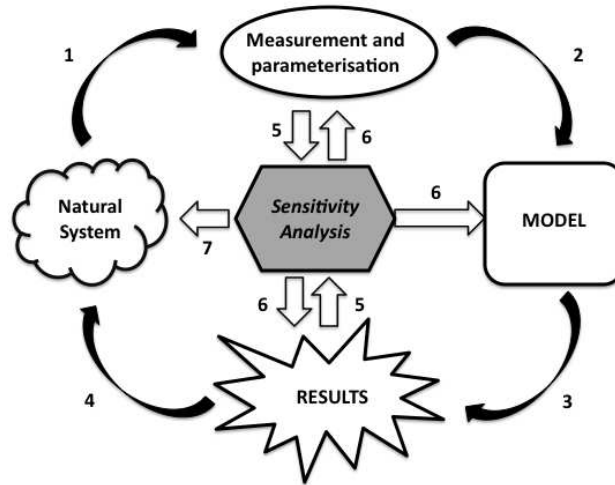 1
Measurement and
parameterisation
2
5
6
Natural
System
Sensitivity
Analysis
6
MODEL
7
6
5
4
RESULTS
3